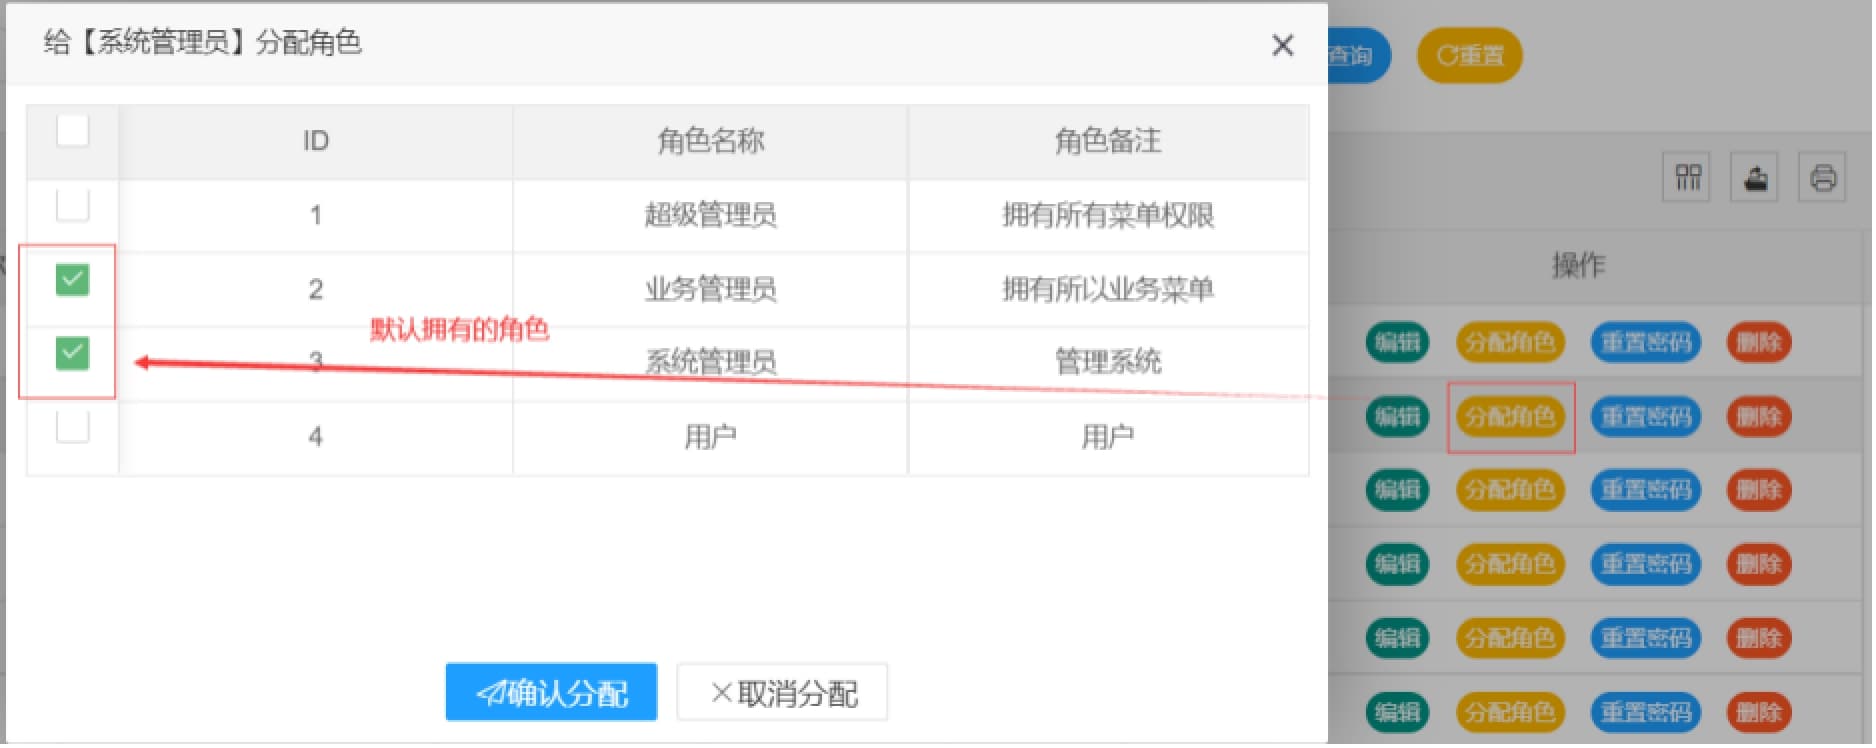 给【系统管理员】分配角色
查询 重置
ID 角色名称 角色备注
1 超级管理员 拥有所有菜单权限
操作
2 业务管理员 拥有所以业务菜单
默认拥有的角色
编辑 分配角色 重置密码 删除
3 系统管理员 管理系统
编辑 分配角色 重置密码 删除
4 用户 用户
编辑 分配角色 重置密码 删除
编辑 分配角色 重置密码 删除
编辑 分配角色 重置密码 删除
确认分配 取消分配
编辑 分配角色 重置密码 删除